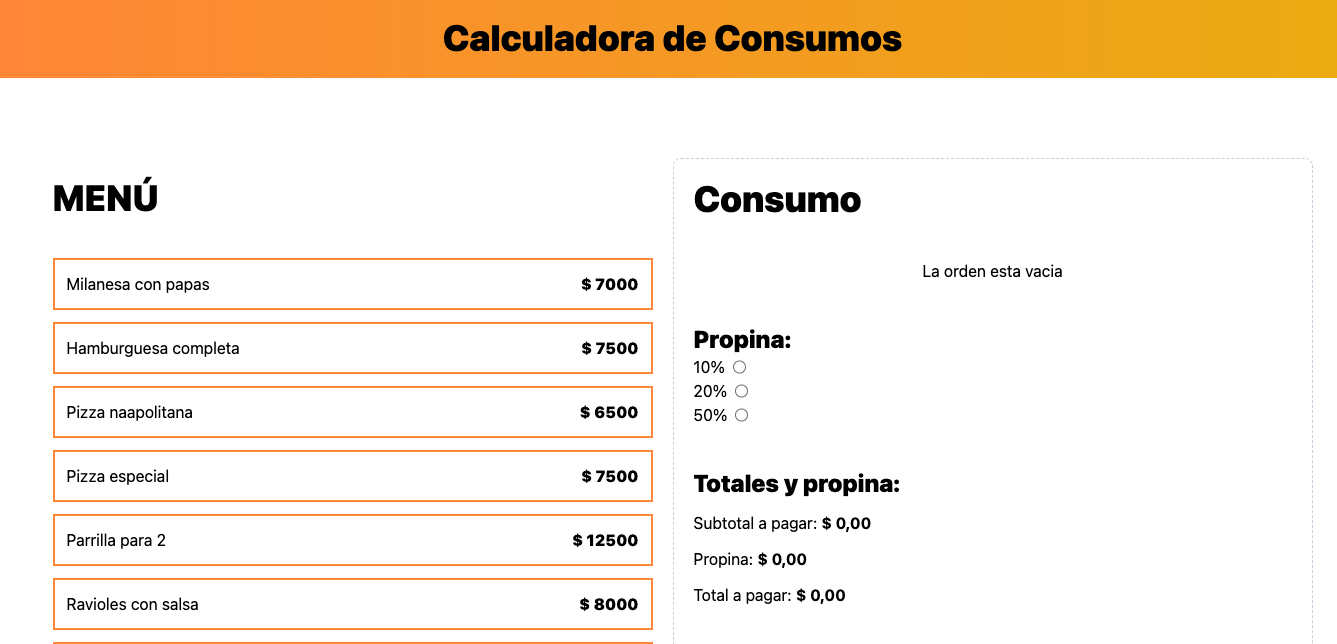 Calculadora de Consumos
MENÚ
Milanesa con papas $ 7000
Hamburguesa completa $ 7500
Pizza naapolitana $ 6500
Pizza especial $ 7500
Parrilla para 2 $ 12500
Ravioles con salsa $ 8000
Consumo
La orden esta vacia
Propina:
10%
20%
50%
Totales y propina:
Subtotal a pagar: $ 0,00
Propina: $ 0,00
Total a pagar: $ 0,00